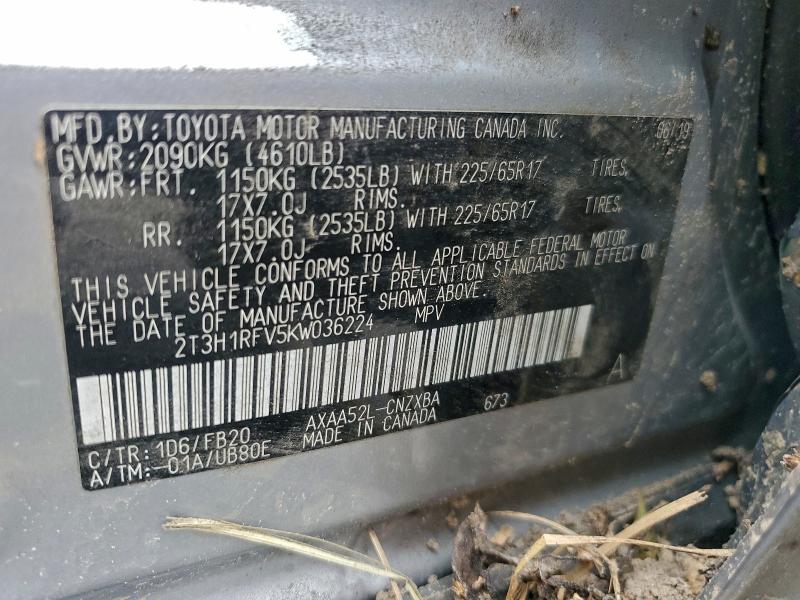 MFD.BY:TOYOTA MOTOR MANUFACTURING CANADA INC. 06/19
GVWR:2090KG (4610LB)
GAWR:FRT. 1150KG (2535LB) WITH 225/65R17 TIRES,
17X7.0J RIMS.
RR. 1150KG (2535LB) WITH 225/65R17 TIRES,
17X7.0J RIMS.
THIS VEHICLE CONFORMS TO ALL APPLICABLE FEDERAL MOTOR
VEHICLE SAFETY AND THEFT PREVENTION STANDARDS IN EFFECT ON
THE DATE OF MANUFACTURE SHOWN ABOVE.
2T3H1RFV5KW036224 MPV
C/TR: 1D6/FB20 AXAA52L-CNZXBA 673 A
A/TM:-01A/UB80E MADE IN CANADA